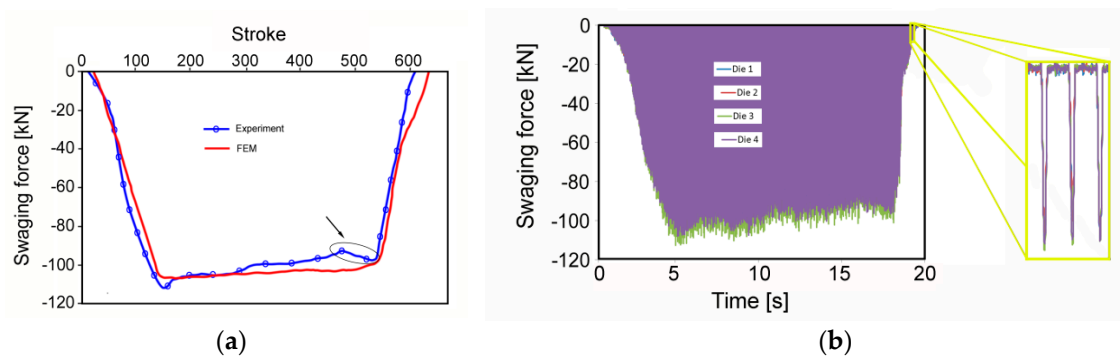 (a)
Stroke
0 100 200 300 400 500 600
0
-20
-40
-60
-80
-100
-120
Swaging force [kN]
Experiment
FEM
(b)
0
-20
-40
-60
-80
-100
-120
Swaging force [kN]
Die 1
Die 2
Die 3
Die 4
0 5 10 15 20
Time [s]